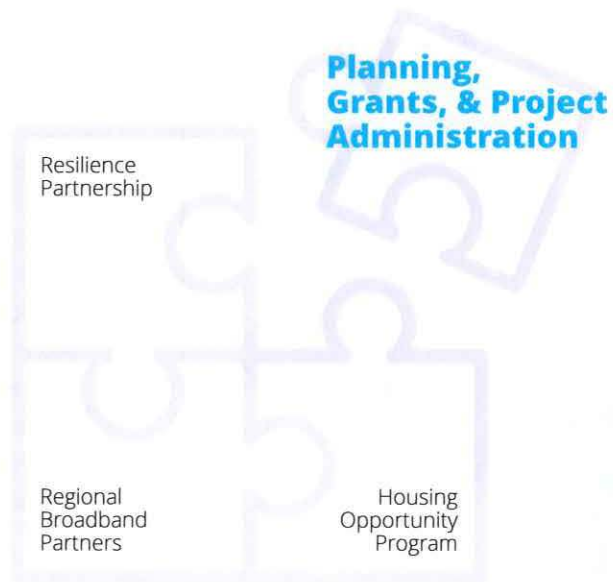 Planning,
Grants, & Project
Administration
Resilience
Partnership
Regional
Broadband
Partners
Housing
Opportunity
Program